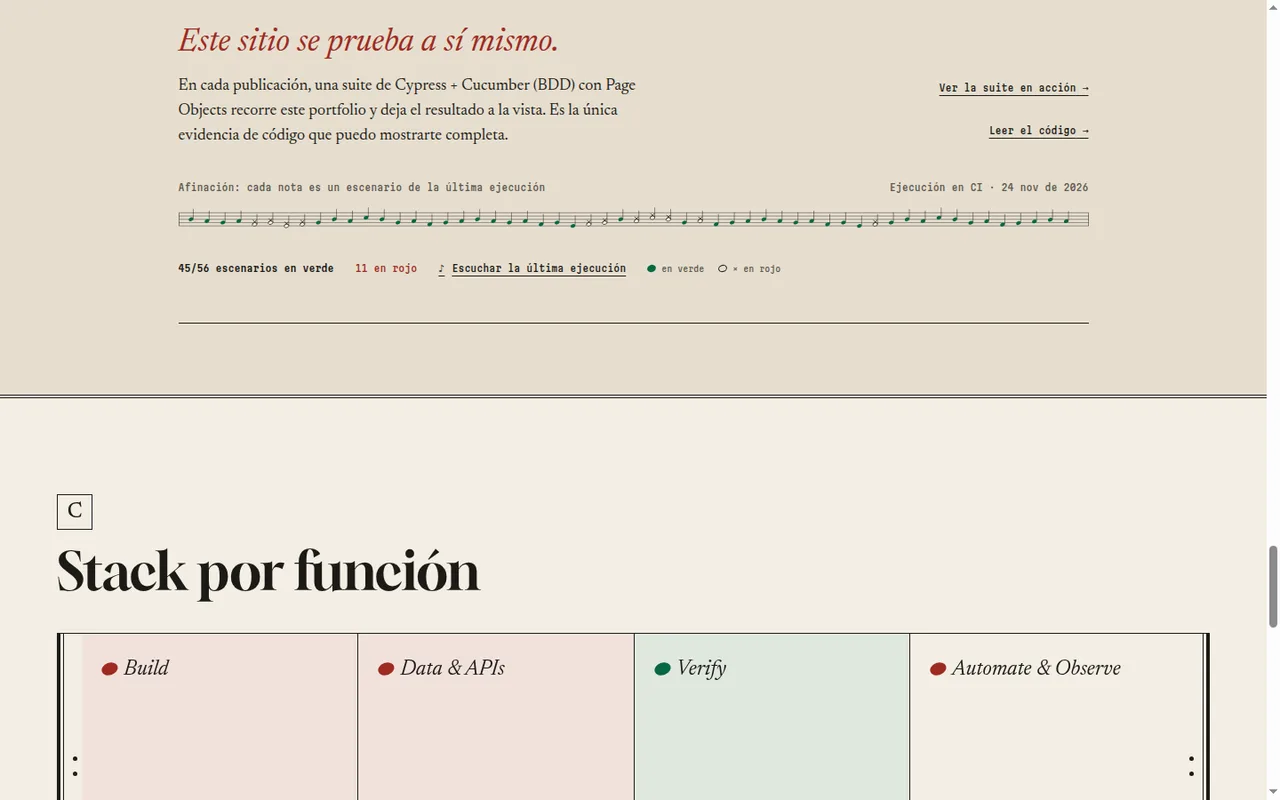 Este sitio se prueba a sí mismo.
En cada publicación, una suite de Cypress + Cucumber (BDD) con Page
Objects recorre este portfolio y deja el resultado a la vista. Es la única
evidencia de código que puedo mostrarte completa.
Ver la suite en acción →
Leer el código →
Afinación: cada nota es un escenario de la última ejecución
Ejecución en CI · 24 nov de 2026
45/56 escenarios en verde 11 en rojo ♪ Escuchar la última ejecución en verde × en rojo
C
Stack por función
Build
Data & APIs
Verify
Automate & Observe